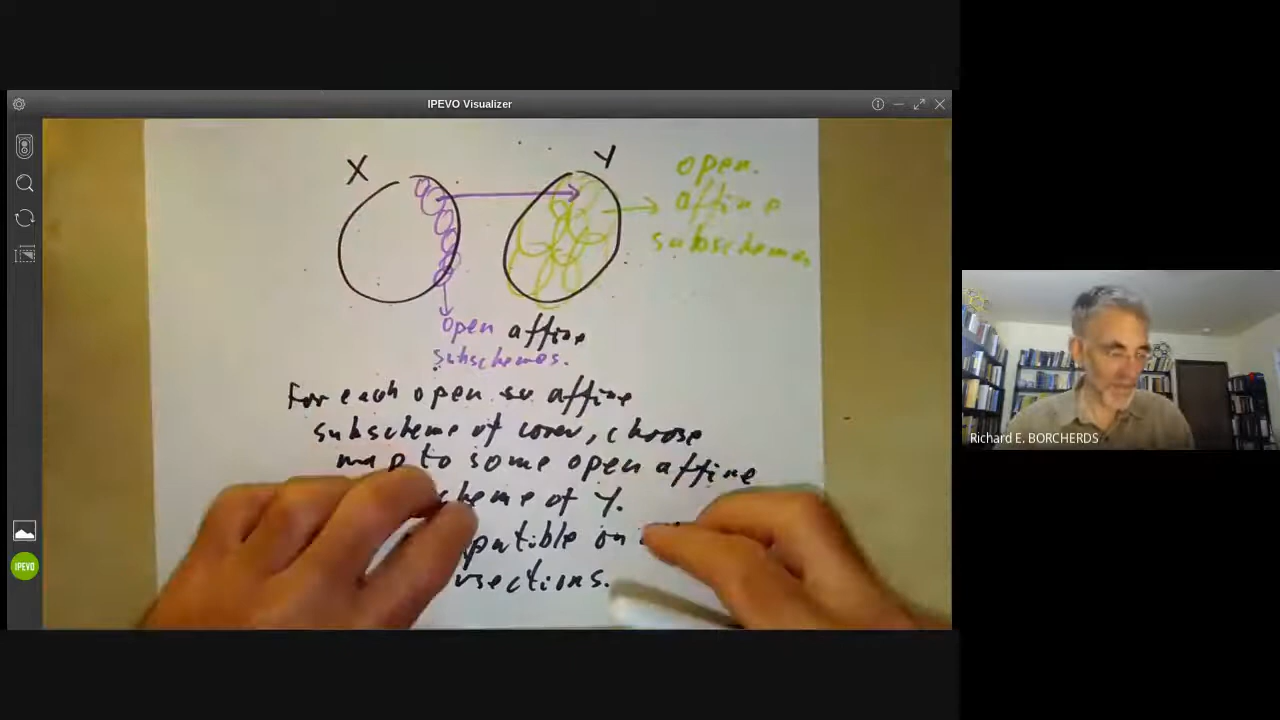 IPEVO Visualizer
X
Y
open
affine
subschemes
open affine
subschemes.
For each open affine
subscheme of cover, choose
map to some open affine
scheme of Y.
patible on
rsections.
Richard E. BORCHERDS
IPEVO